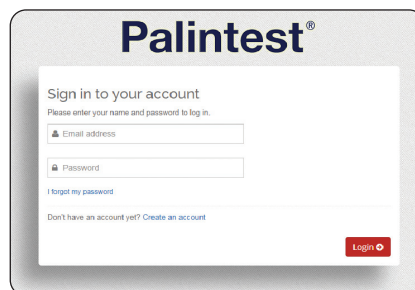 Palintest®
Sign in to your account
Please enter your name and password to log in.
Email address
Password
I forgot my password
Don't have an account yet? Create an account
Login